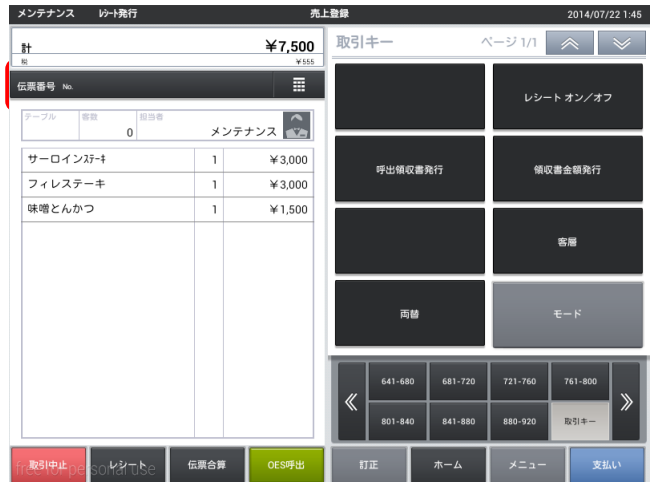 メンテナンス ﾚｼｰﾄ発行 売上登録 2014/07/22 1:45
計 ¥7,500
税 ¥555
伝票番号 No.
テーブル 客数 担当者
0 メンテナンス
サーロインｽﾃｰｷ 1 ¥3,000
フィレステーキ 1 ¥3,000
味噌とんかつ 1 ¥1,500
取引キー ページ 1/1
レシート オン／オフ
呼出領収書発行 領収書金額発行
客層
両替 モード
641-680 681-720 721-760 761-800
801-840 841-880 880-920 取引ｷｰ
取引中止 レシート 伝票合算 OES呼出 訂正 ホーム メニュー 支払い
free for personal use